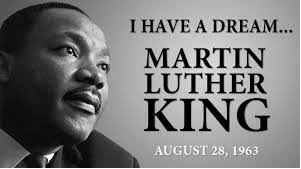 I HAVE A DREAM...
MARTIN
LUTHER
KING
AUGUST 28, 1963